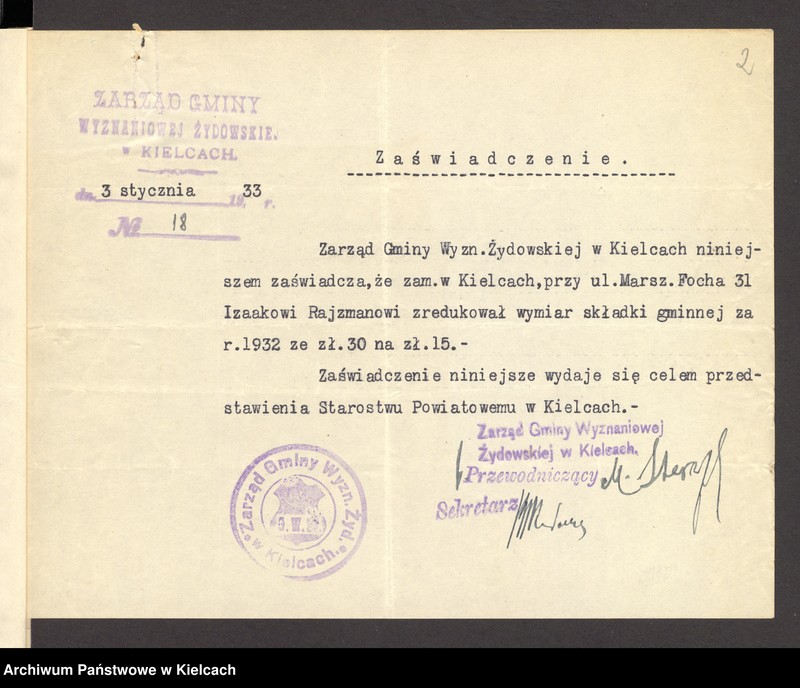 2
ZARZĄD GMINY
WYZNANIOWEJ ŻYDOWSKIE.
w KIELCACH.
dn. 3 stycznia 1933 r.
№ 18
Zaświadczenie.
Zarząd Gminy Wyzn.Żydowskiej w Kielcach niniej-
szem zaświadcza,że zam.w Kielcach,przy ul.Marsz.Focha 31
Izaakowi Rajzmanowi zredukował wymiar składki gminnej za
r.1932 ze zł.30 na zł.15.-
Zaświadczenie niniejsze wydaje się celem przed-
stawienia Starostwu Powiatowemu w Kielcach.-
Zarząd Gminy Wyznaniowej
Żydowskiej w Kielcach.
Przewodniczący M.
Sekretarz
Zarząd Gminy Wyzn. Żyd.
w Kielcach.
Archiwum Państwowe w Kielcach